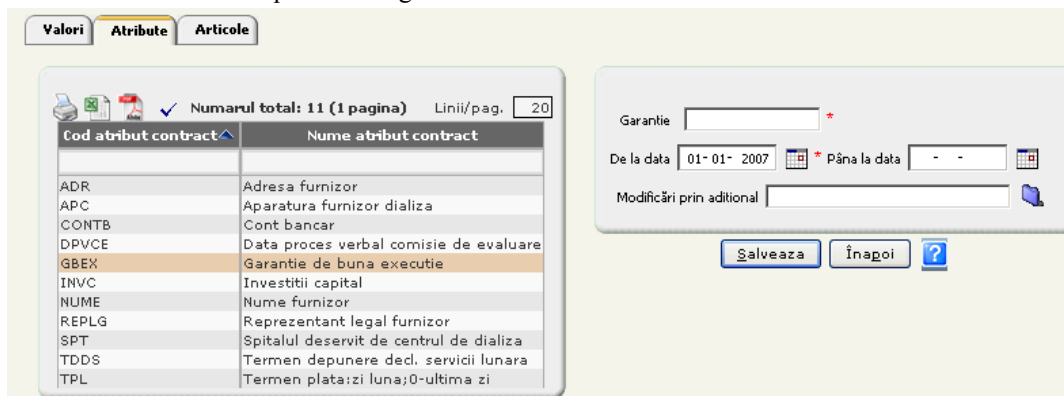 Valori Atribute Articole
Numarul total: 11 (1 pagina) Linii/pag. 20
Cod atribut contract Nume atribut contract
ADR Adresa furnizor
APC Aparatura furnizor dializa
CONTB Cont bancar
DPVCE Data proces verbal comisie de evaluare
GBEX Garantie de buna executie
INVC Investitii capital
NUME Nume furnizor
REPLG Reprezentant legal furnizor
SPT Spitalul deservit de centrul de dializa
TDDS Termen depunere decl. servicii lunara
TPL Termen plata:zi luna;0-ultima zi
Garantie *
De la data 01- 01- 2007 * Pâna la data - -
Modificări prin aditional
Salveaza Înapoi ?